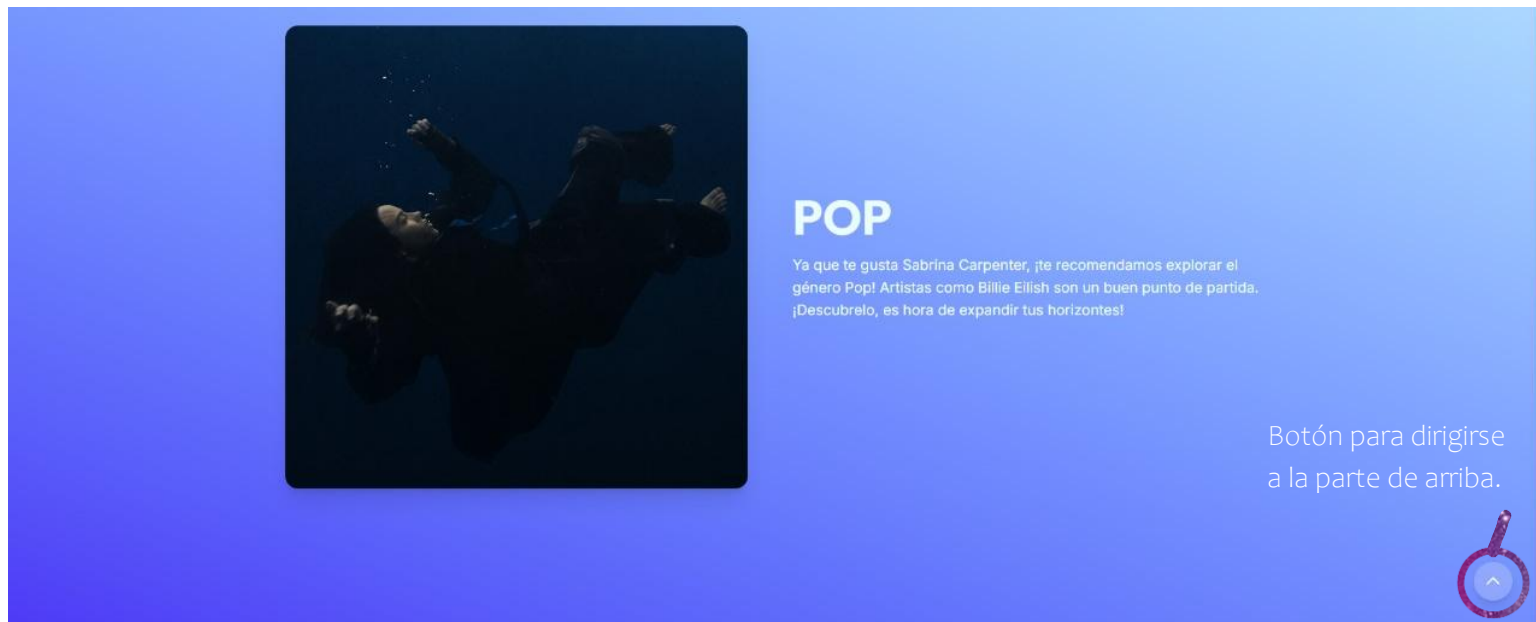 POP
Ya que te gusta Sabrina Carpenter, ¡te recomendamos explorar el
género Pop! Artistas como Billie Eilish son un buen punto de partida.
¡Descubrelo, es hora de expandir tus horizontes!
Botón para dirigirse
a la parte de arriba.